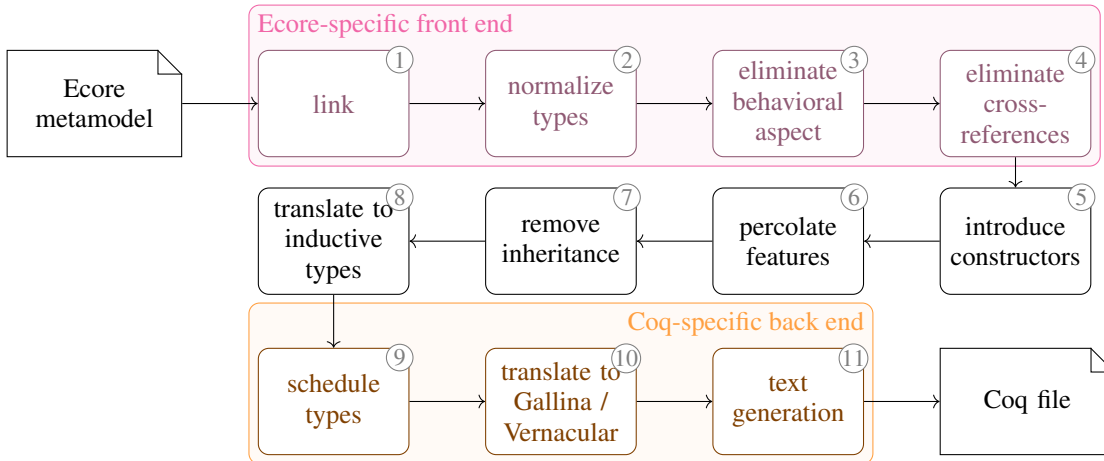 Ecore-specific front end
Ecore
metamodel
1
link
2
normalize
types
3
eliminate
behavioral
aspect
4
eliminate
cross-
references
5
introduce
constructors
6
percolate
features
7
remove
inheritance
8
translate to
inductive
types
Coq-specific back end
9
schedule
types
10
translate to
Gallina /
Vernacular
11
text
generation
Coq file